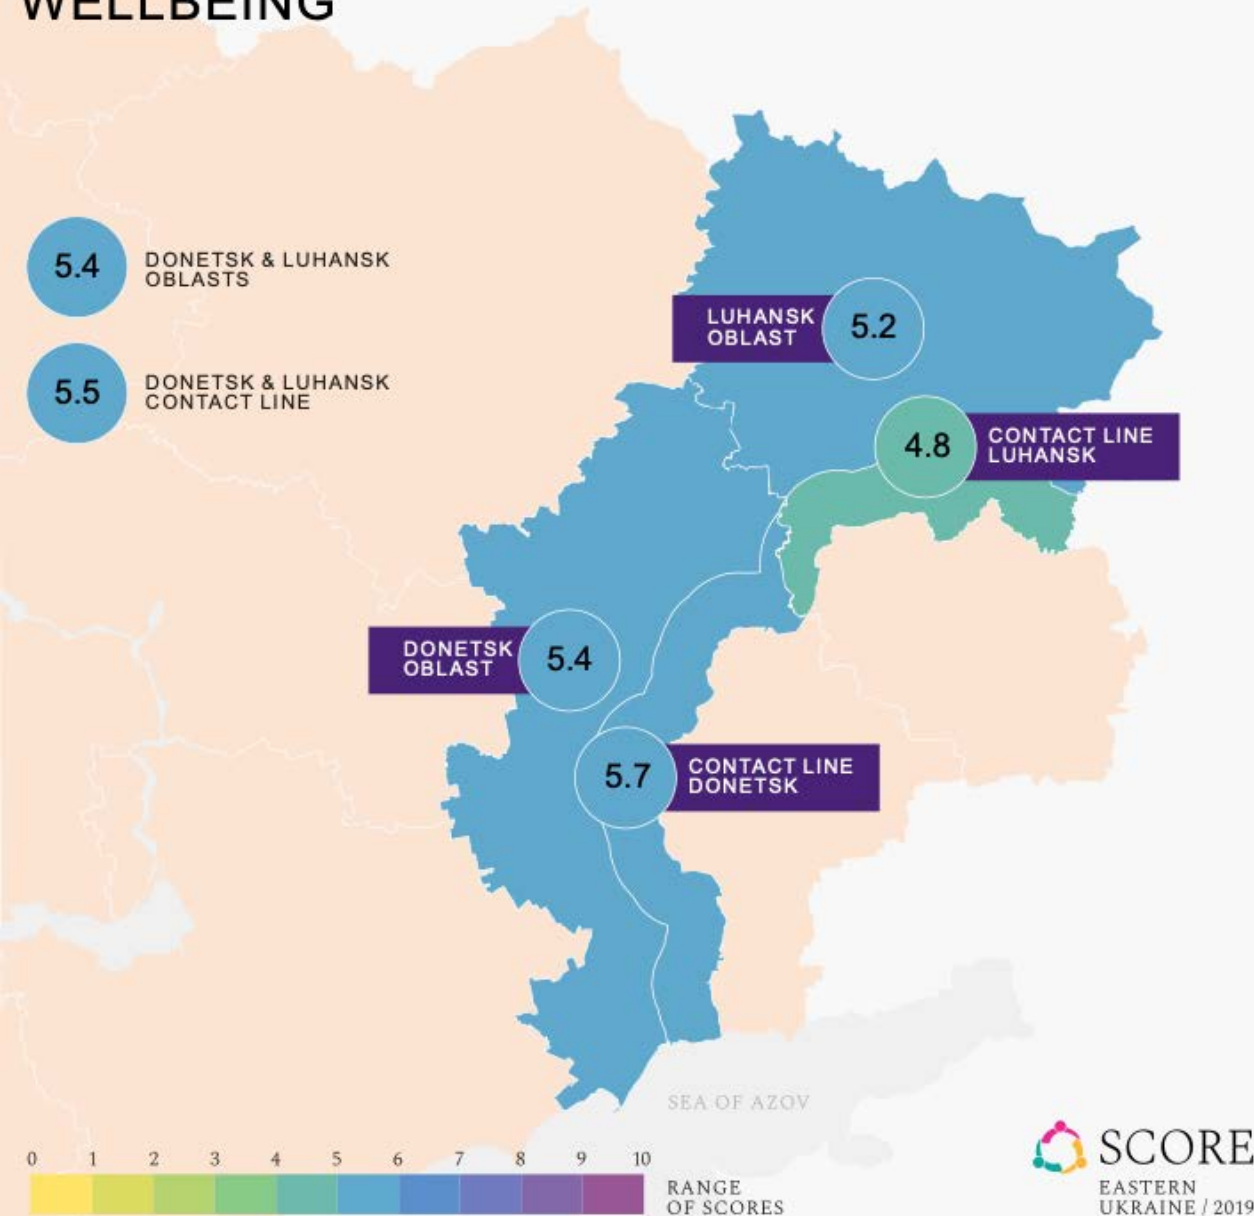 WELLBEING
5.4
DONETSK & LUHANSK
OBLASTS
5.5
DONETSK & LUHANSK
CONTACT LINE
LUHANSK
OBLAST
5.2
4.8
CONTACT LINE
LUHANSK
DONETSK
OBLAST
5.4
5.7
CONTACT LINE
DONETSK
SEA OF AZOV
0 1 2 3 4 5 6 7 8 9 10
RANGE
OF SCORES
SCORE
EASTERN
UKRAINE / 2019